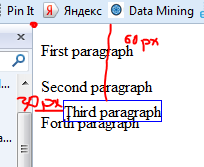 Pin It Яндекс Data Mining
60 px
First paragraph
Second paragraph
30 px Third paragraph
Forth paragraph